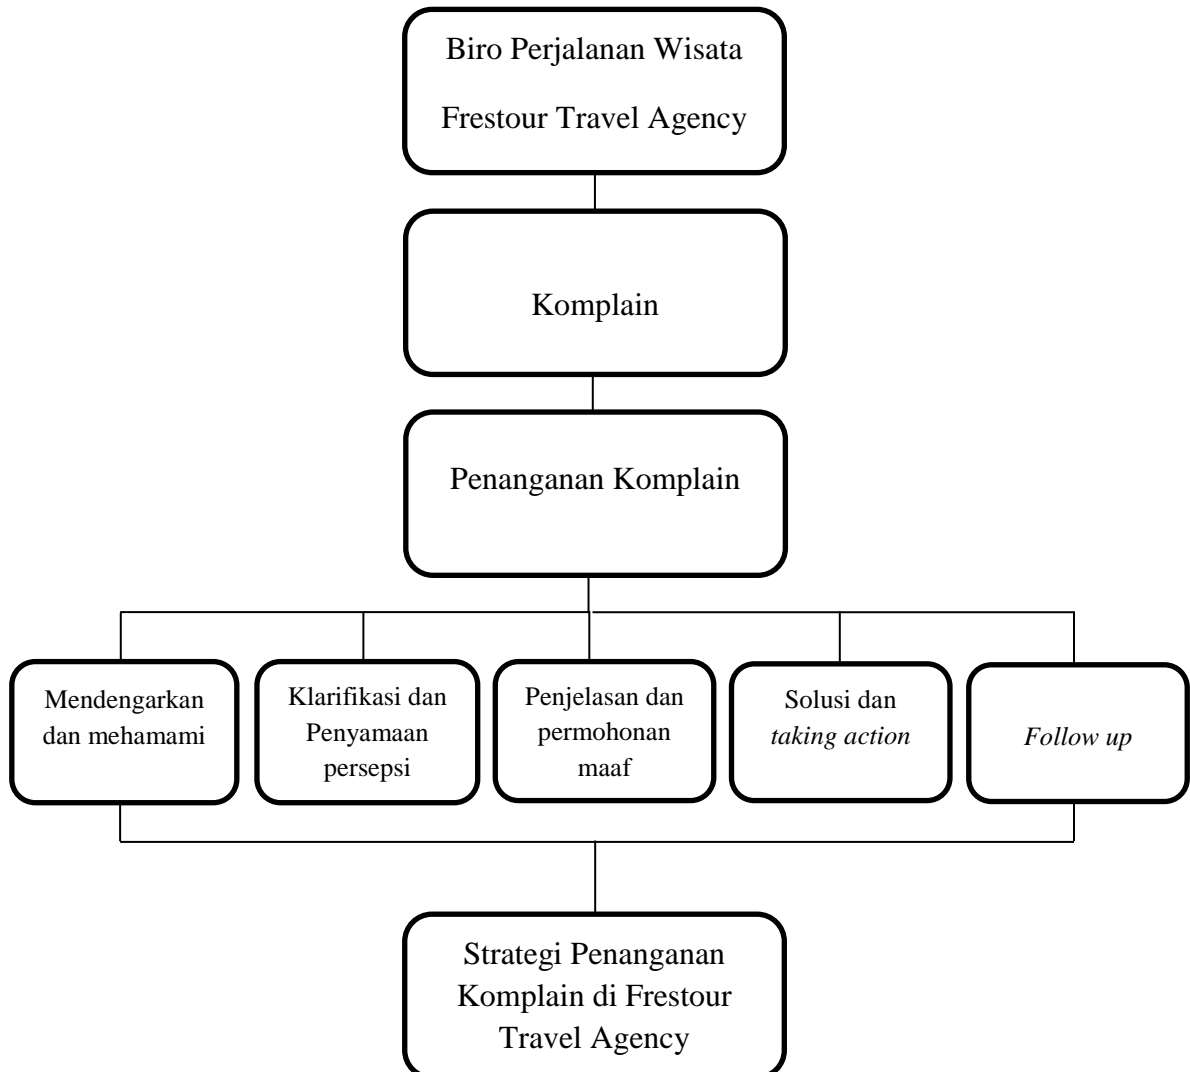 Biro Perjalanan Wisata
Frestour Travel Agency
Komplain
Penanganan Komplain
Mendengarkan
dan mehamami
Klarifikasi dan
Penyamaan
persepsi
Penjelasan dan
permohonan
maaf
Solusi dan
taking action
Follow up
Strategi Penanganan
Komplain di Frestour
Travel Agency